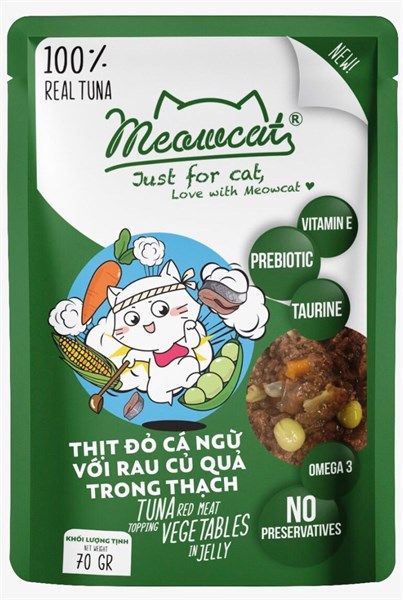 100%
REAL TUNA
NEW!
Meowcat®
Just for cat,
Love with Meowcat ♥
VITAMIN E
PREBIOTIC
TAURINE
THỊT ĐỎ CÁ NGỪ
VỚI RAU CỦ QUẢ
TRONG THẠCH
TUNA RED MEAT
TOPPING VEGETABLES
IN JELLY
OMEGA 3
NO
PRESERVATIVES
KHỐI LƯỢNG TỊNH
NET WEIGHT
70 GR